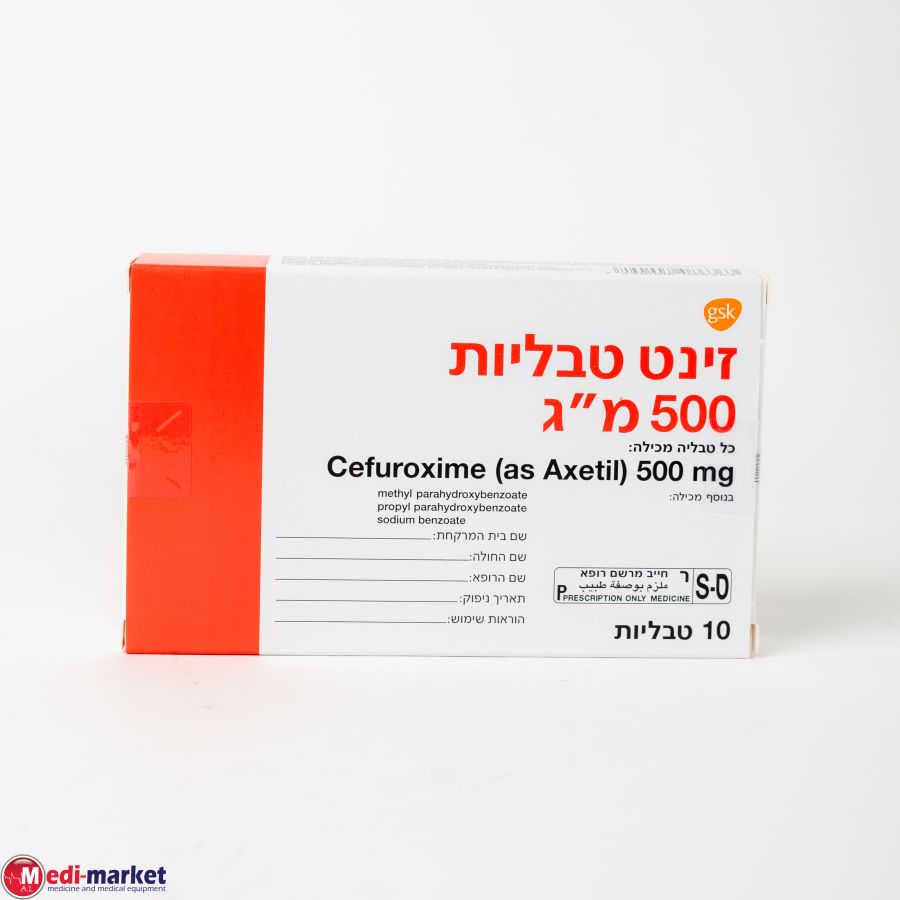 gsk
זינט טבליות
500 מ״ג
כל טבליה מכילה:
Cefuroxime (as Axetil) 500 mg
בנוסף מכילה:
methyl parahydroxybenzoate
propyl parahydroxybenzoate
sodium benzoate
שם בית המרקחת:
שם החולה:
שם הרופא:
תאריך ניפוק:
הוראות שימוש:
ר חייב מרשם רופא
ملزم بوصفة طبيب
P PRESCRIPTION ONLY MEDICINE
S-D
10 טבליות
Medi-market
A.L
medicine and medical equipment